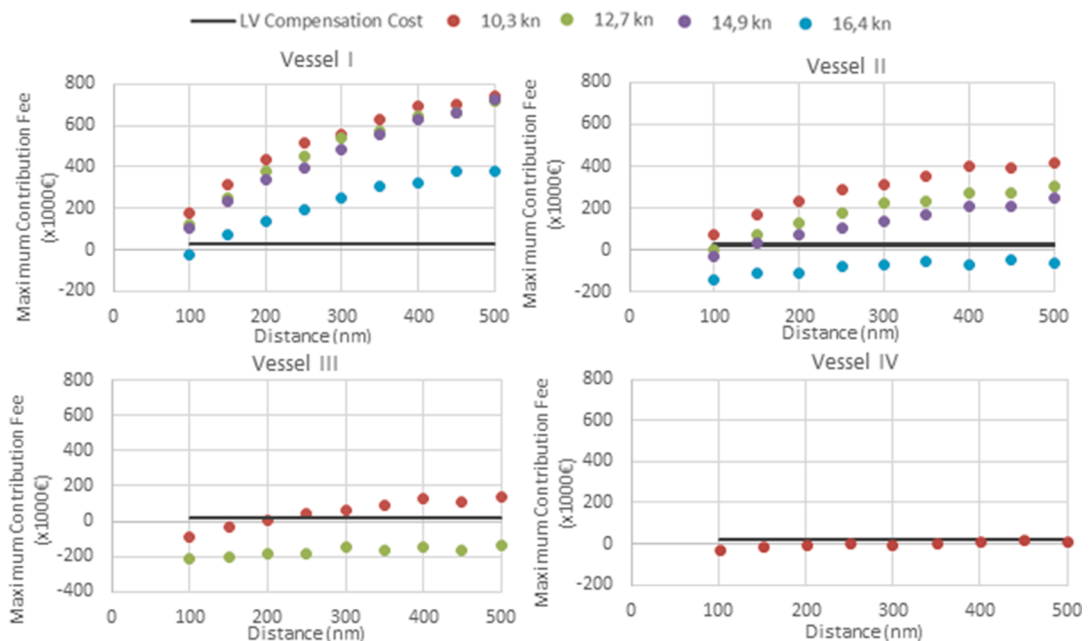 LV Compensation Cost 10,3 kn 12,7 kn 14,9 kn 16,4 kn
Vessel I
Maximum Contribution Fee
(x1000€)
800
600
400
200
0
-200
0 100 200 300 400 500
Distance (nm)
Vessel II
Maximum Contribution Fee
(x1000€)
800
600
400
200
0
-200
0 100 200 300 400 500
Distance (nm)
Vessel III
Maximum Contribution Fee
(x1000€)
800
600
400
200
0
-200
-400
0 100 200 300 400 500
Distance (nm)
Vessel IV
Maximum Contribution Fee
(x1000€)
800
600
400
200
0
-200
0 100 200 300 400 500
Distance (nm)